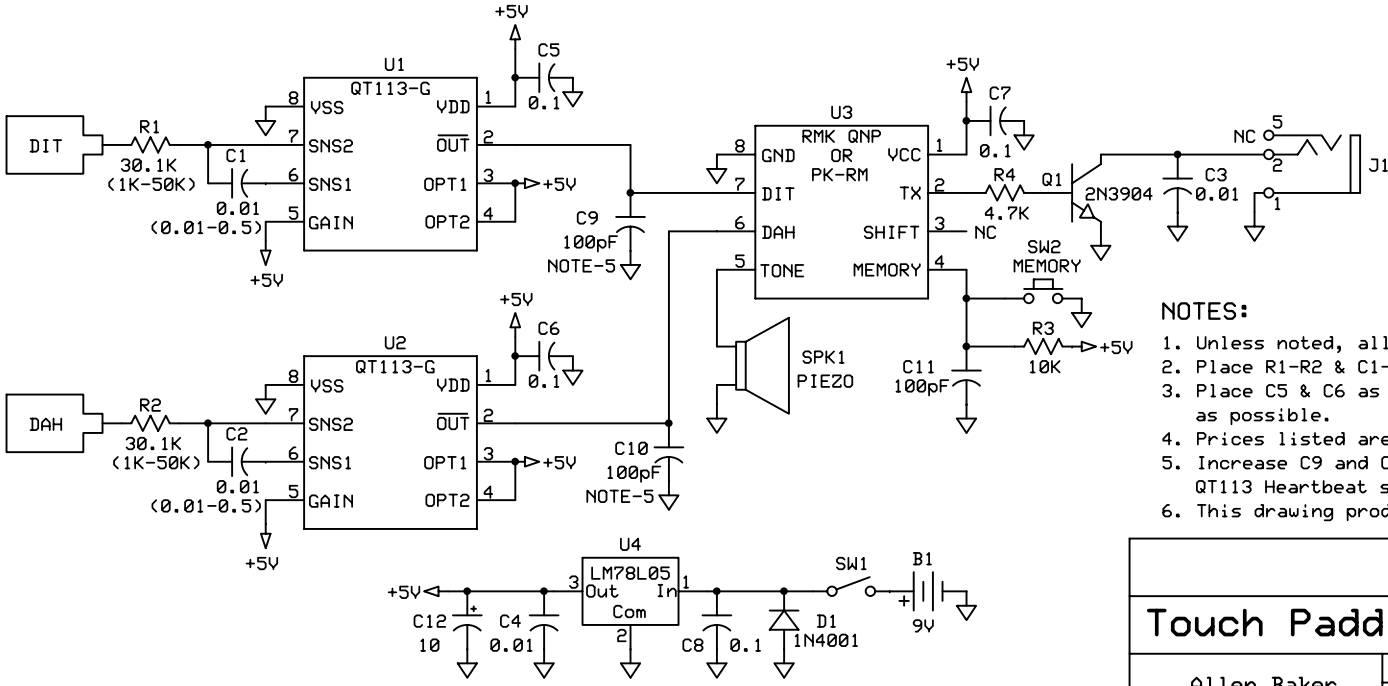 +5V
C5
0.1
U1
QT113-G
8 VSS
VDD 1
7 SNS2
OUT 2
6 SNS1
OPT1 3
+5V
5 GAIN
OPT2 4
DIT
R1
30.1K
(1K-50K)
C1
0.01
(0.01-0.5)
+5V
C9
100pF
NOTE-5
U3
RMK QNP
OR
PK-RM
8 GND
VCC 1
7 DIT
TX 2
6 DAH
SHIFT 3 NC
5 TONE
MEMORY 4
+5V
C7
0.1
R4
4.7K
Q1
2N3904
C3
0.01
NC 5
2
1
J1
SW2
MEMORY
R3
10K
+5V
C11
100pF
SPK1
PIEZO
+5V
C6
0.1
U2
QT113-G
8 VSS
VDD 1
7 SNS2
OUT 2
6 SNS1
OPT1 3
+5V
5 GAIN
OPT2 4
DAH
R2
30.1K
(1K-50K)
C2
0.01
(0.01-0.5)
+5V
C10
100pF
NOTE-5
NOTES:
1. Unless noted, all
2. Place R1-R2 & C1-
3. Place C5 & C6 as
as possible.
4. Prices listed are
5. Increase C9 and C
QT113 Heartbeat s
6. This drawing prod
U4
LM78L05
3 Out
In 1
Com
2
+5V
C12
10
C4
0.01
C8
0.1
D1
1N4001
SW1
B1
+
9V
Touch Padd
Allen Baker